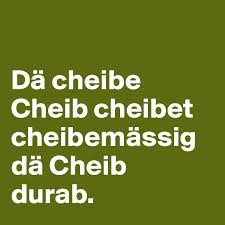 Dä cheibe
Cheib cheibet
cheibemässig
dä Cheib
durab.